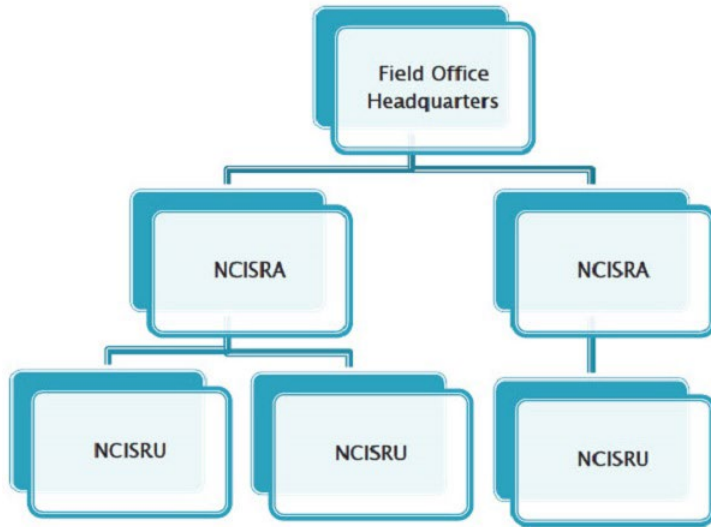 Field Office
Headquarters
NCISRA
NCISRA
NCISRU
NCISRU
NCISRU